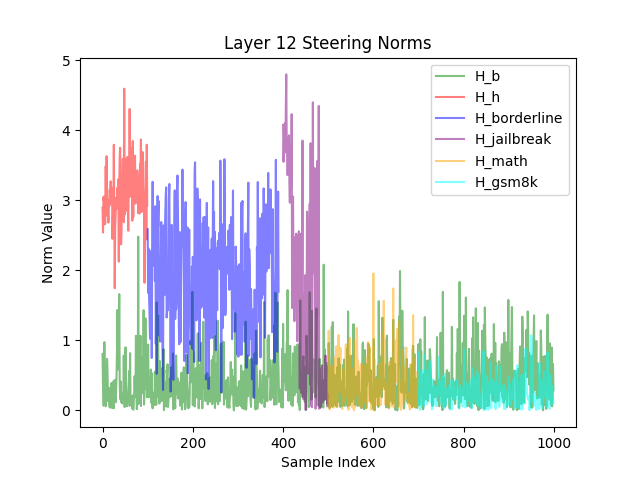 Layer 12 Steering Norms
5
4
3
2
1
0
Norm Value
0
200
400
600
800
1000
Sample Index
H_b
H_h
H_borderline
H_jailbreak
H_math
H_gsm8k